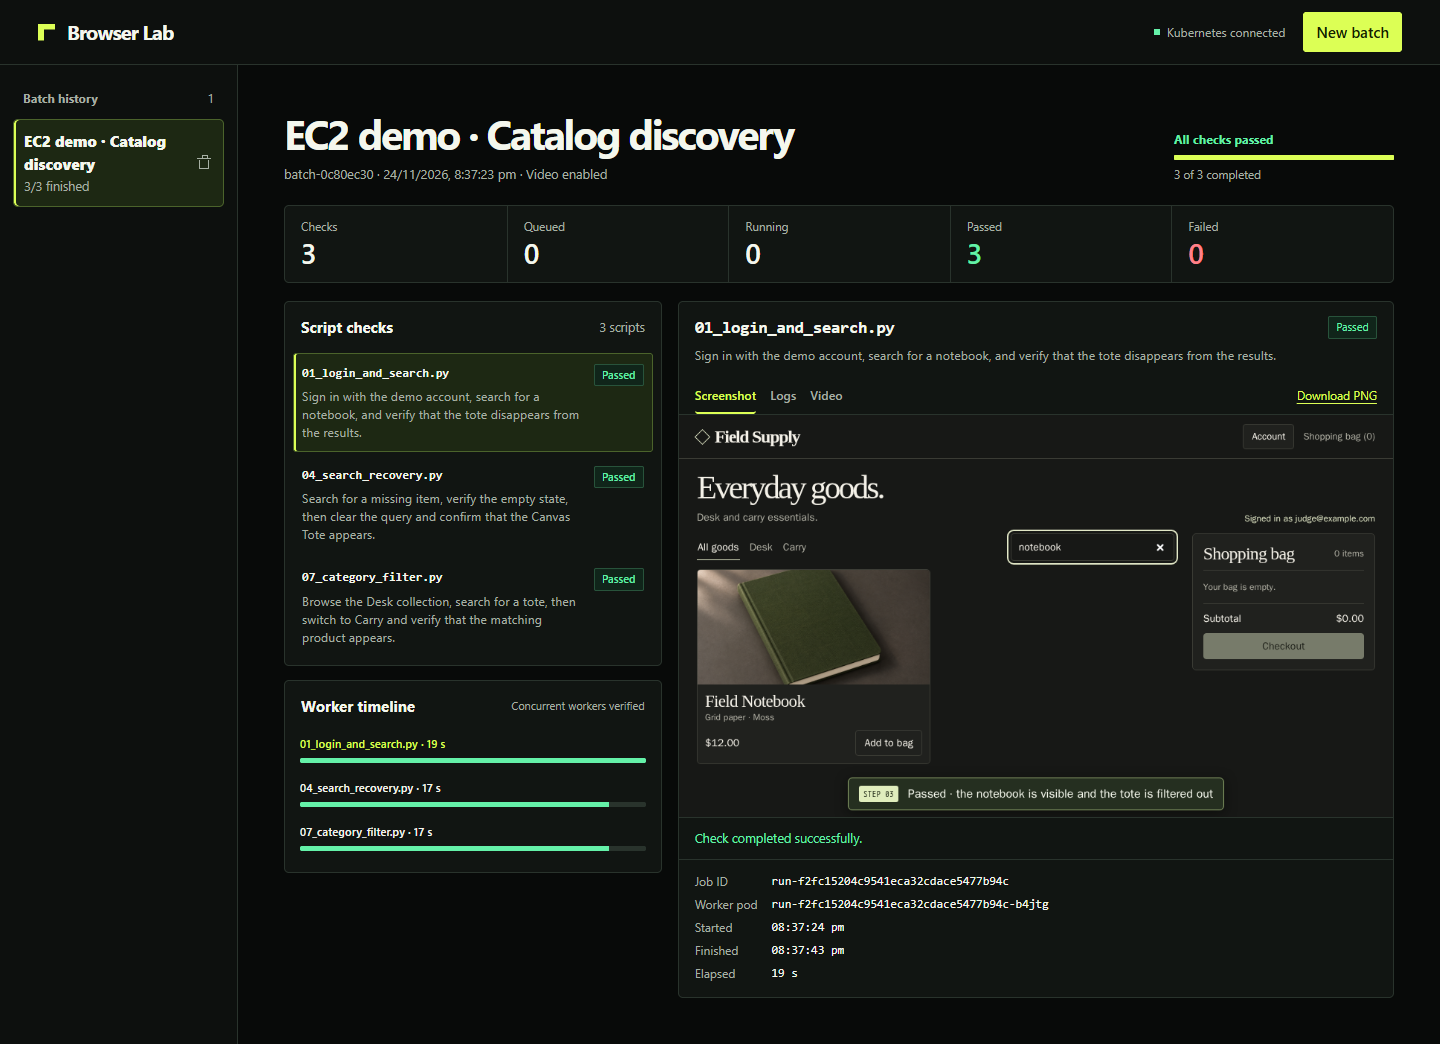 Browser Lab
Kubernetes connected
New batch
Batch history
1
EC2 demo · Catalog
discovery
3/3 finished
EC2 demo · Catalog discovery
batch-0c80ec30 · 24/11/2026, 8:37:23 pm · Video enabled
All checks passed
3 of 3 completed
Checks
3
Queued
0
Running
0
Passed
3
Failed
0
Script checks
3 scripts
01_login_and_search.py
Passed
Sign in with the demo account, search for a
notebook, and verify that the tote disappears from
the results.
04_search_recovery.py
Passed
Search for a missing item, verify the empty state,
then clear the query and confirm that the Canvas
Tote appears.
07_category_filter.py
Passed
Browse the Desk collection, search for a tote, then
switch to Carry and verify that the matching
product appears.
Worker timeline
Concurrent workers verified
01_login_and_search.py · 19 s
04_search_recovery.py · 17 s
07_category_filter.py · 17 s
01_login_and_search.py
Passed
Sign in with the demo account, search for a notebook, and verify that the tote disappears from the results.
Screenshot
Logs
Video
Download PNG
Field Supply
Account
Shopping bag (0)
Everyday goods.
Desk and carry essentials.
Signed in as judge@example.com
All goods
Desk
Carry
notebook
Shopping bag
0 items
Your bag is empty.
Subtotal
$0.00
Checkout
Field Notebook
Grid paper · Moss
$12.00
Add to bag
STEP 03
Passed · the notebook is visible and the tote is filtered out
Check completed successfully.
Job ID
run-f2fc15204c9541eca32cdace5477b94c
Worker pod
run-f2fc15204c9541eca32cdace5477b94c-b4jtg
Started
08:37:24 pm
Finished
08:37:43 pm
Elapsed
19 s